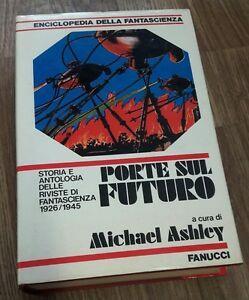 ENCICLOPEDIA DELLA FANTASCIENZA
STORIA E
ANTOLOGIA
DELLE
RIVISTE DI
FANTASCIENZA
1926/1945
PORTE SUL
FUTURO
a cura di
Michael Ashley
FANUCCI